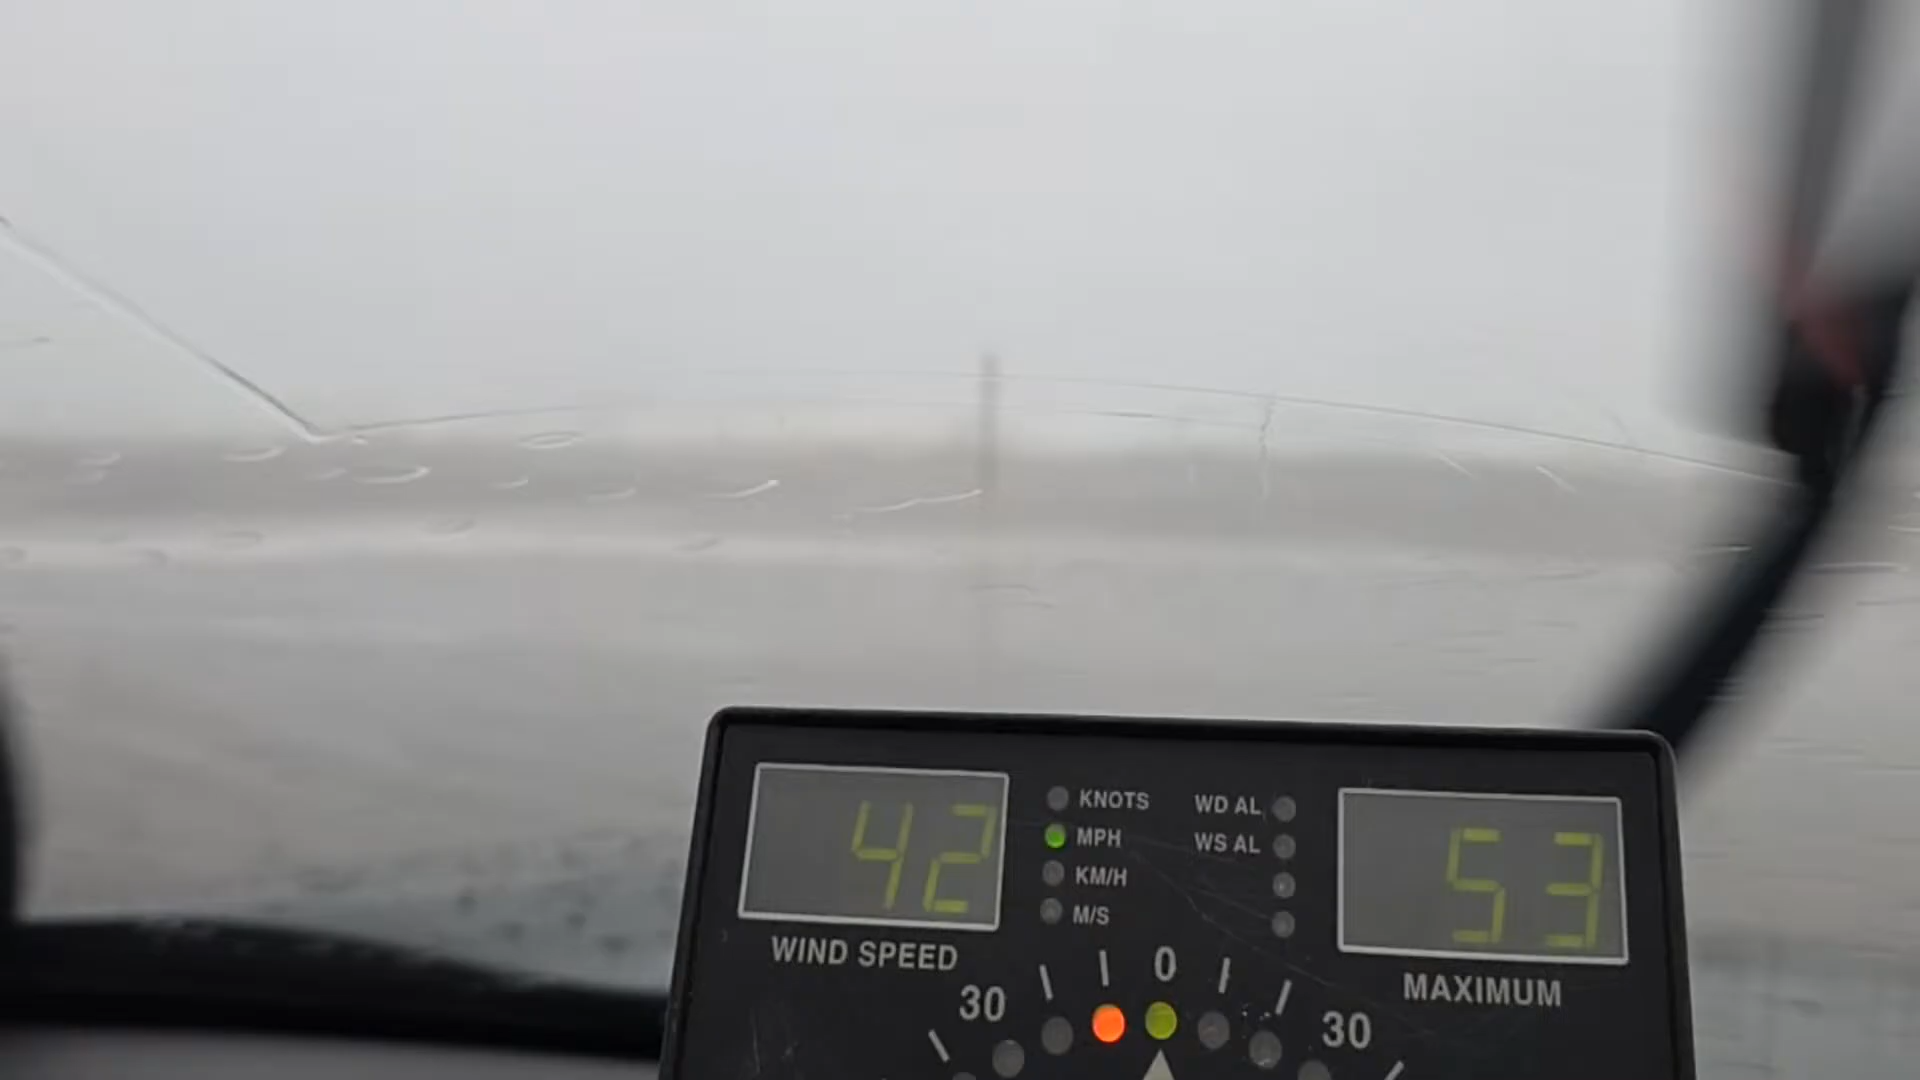 42
KNOTS
MPH
KM/H
M/S
WD AL
WS AL
53
WIND SPEED
MAXIMUM
30
0
30